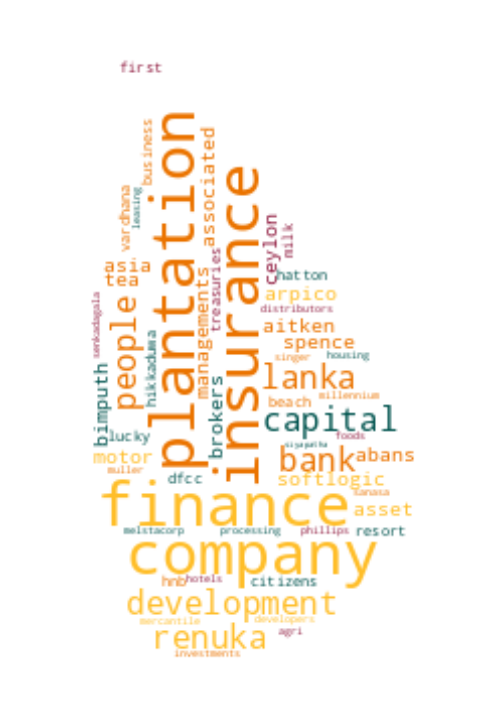 first
plantation
business
associated
insurance
vardhana
leasing
ceylon
milk
treasuries
asia
tea
hatton
managements
people
senkadagala
arpico
distributors
hikkaduwa
aitken
spence
singer
housing
bimputh
brokers
lanka
millennium
beach
capital
lucky
foods
siyapatha
motor
bank
abans
muller
dfcc
softlogic
sanasa
finance
asset
melstacorp
processing
phillips
resort
company
hnb
hotels
citizens
development
mercantile
developers
renuka
agri
investments